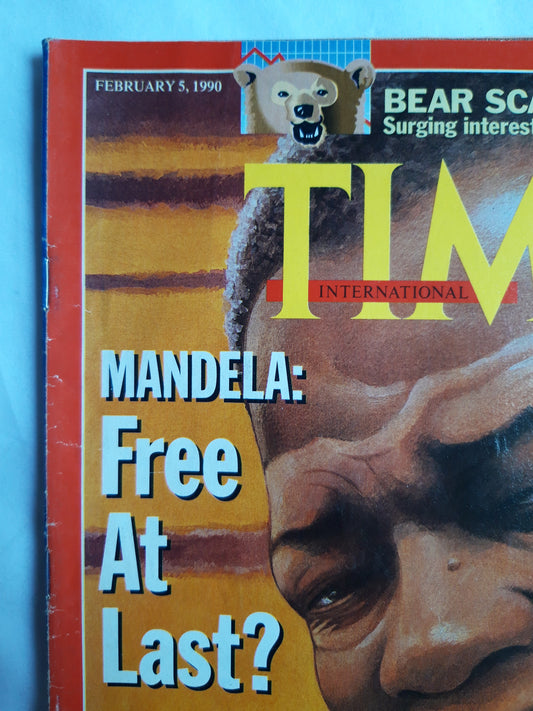 FEBRUARY 5, 1990
BEAR SCA
Surging interest
TIM
INTERNATIONAL
MANDELA:
Free
At
Last?